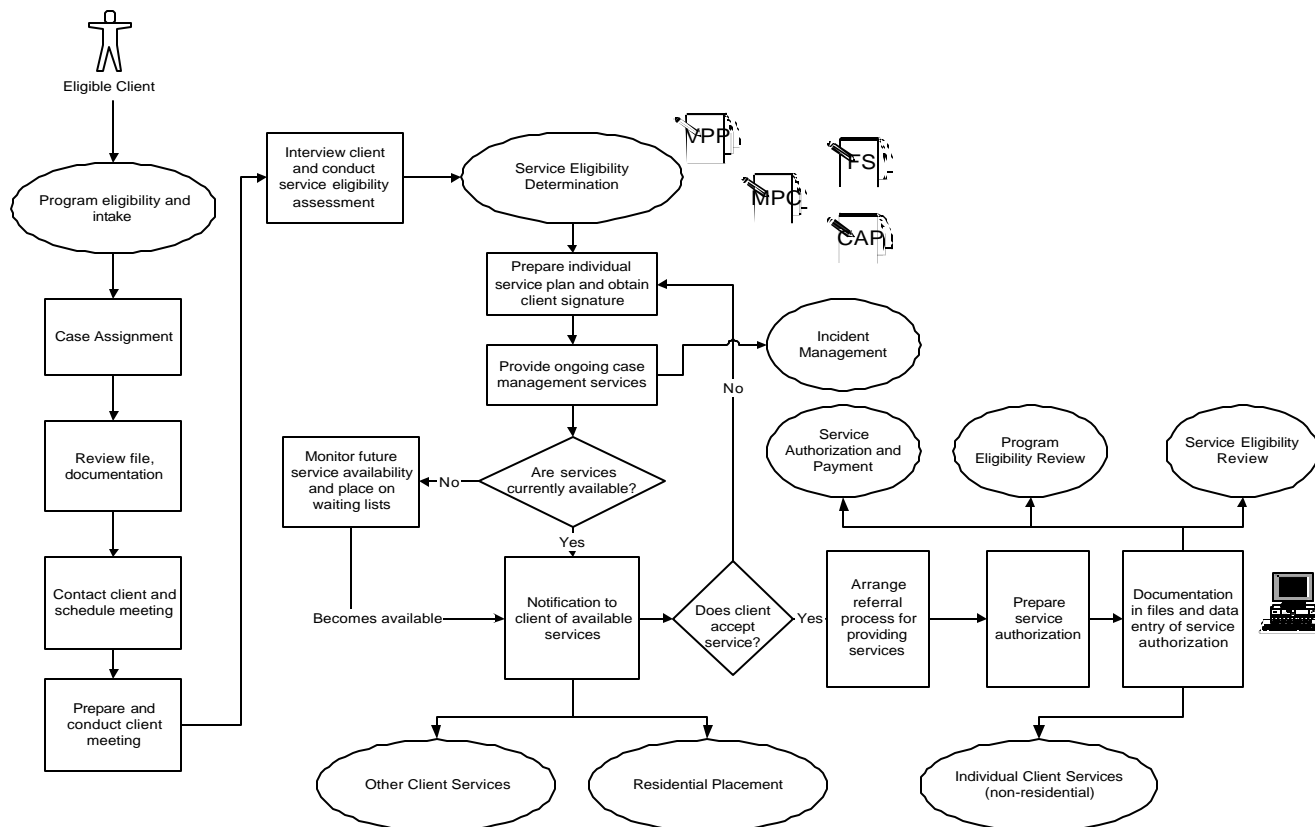 Eligible Client
Program eligibility and
intake
Case Assignment
Review file,
documentation
Contact client and
schedule meeting
Prepare and
conduct client
meeting
Interview client
and conduct
service eligibility
assessment
Service Eligibility
Determination
VPP
MPC
FS
CAP
Prepare individual
service plan and obtain
client signature
Provide ongoing case
management services
Incident
Management
No
Are services
currently available?
No
Monitor future
service availability
and place on
waiting lists
Yes
Becomes available
Notification to
client of available
services
Does client
accept
service?
Yes
Arrange
referral
process for
providing
services
Prepare
service
authorization
Documentation
in files and data
entry of service
authorization
Service
Authorization and
Payment
Program
Eligibility Review
Service Eligibility
Review
Other Client Services
Residential Placement
Individual Client Services
(non-residential)